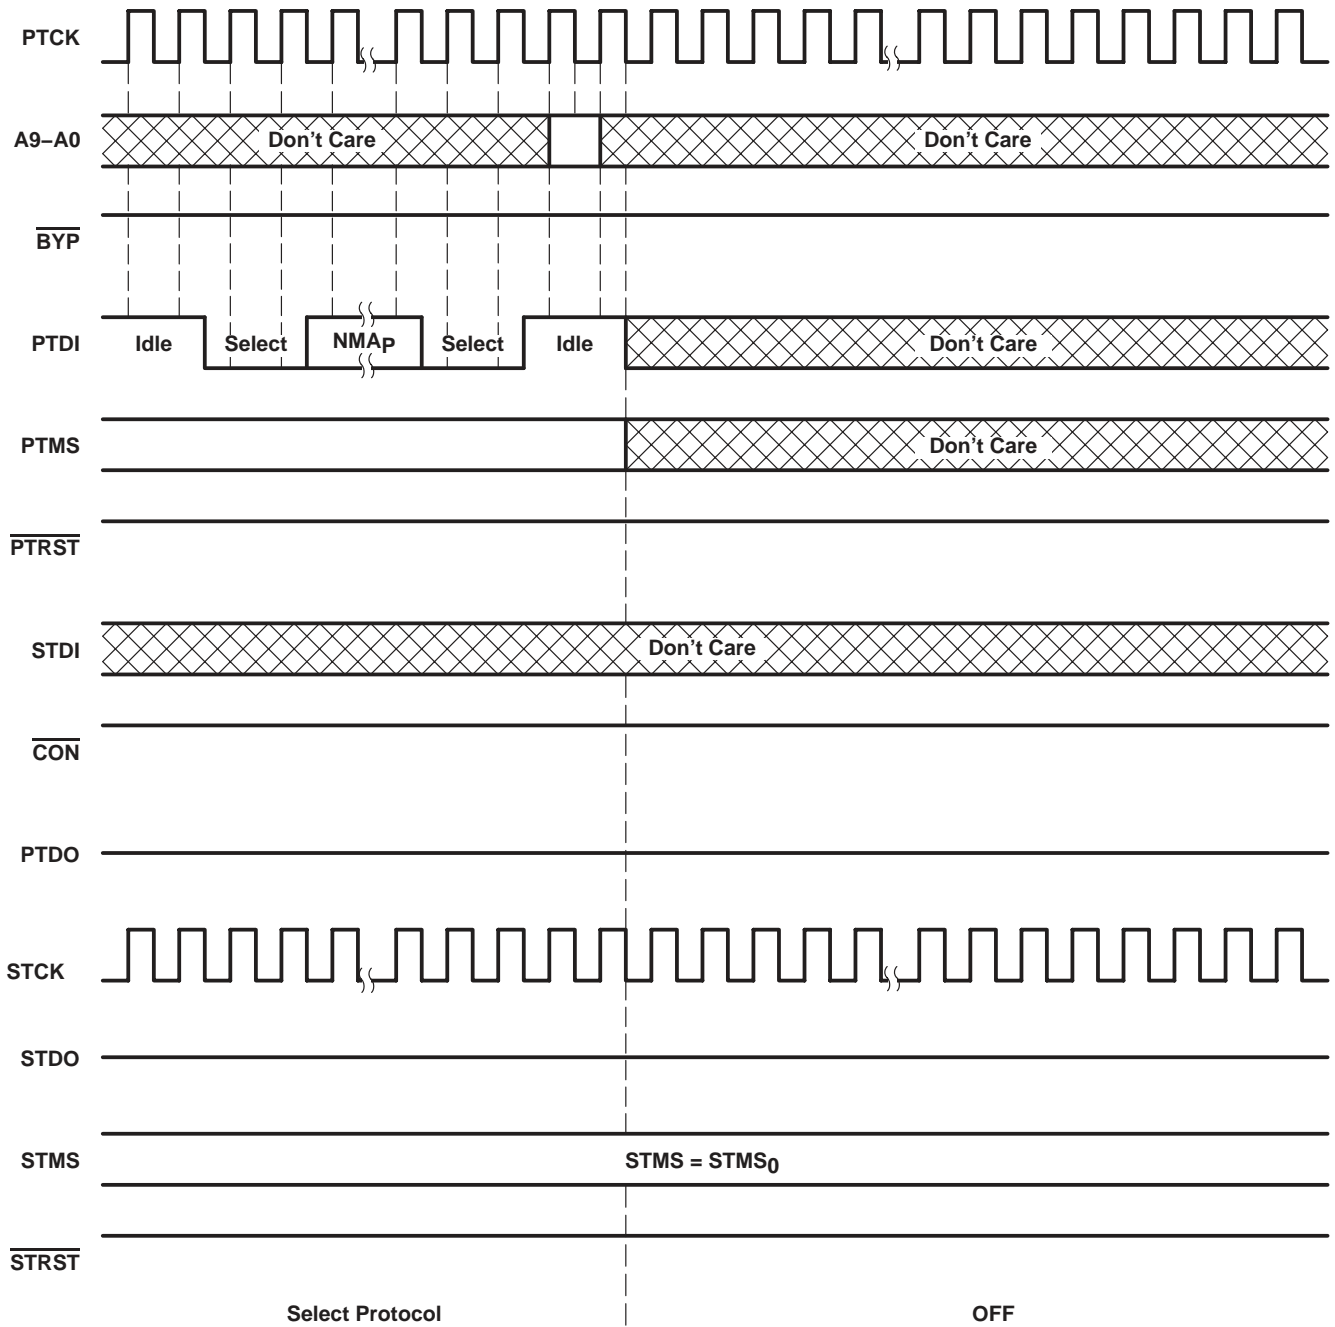 PTCK
A9–A0
Don't Care
Don't Care
BYP
PTDI
Idle
Select
NMAP
Select
Idle
Don't Care
PTMS
Don't Care
PTRST
STDI
Don't Care
CON
PTDO
STCK
STDO
STMS
STMS = STMS0
STRST
Select Protocol
OFF